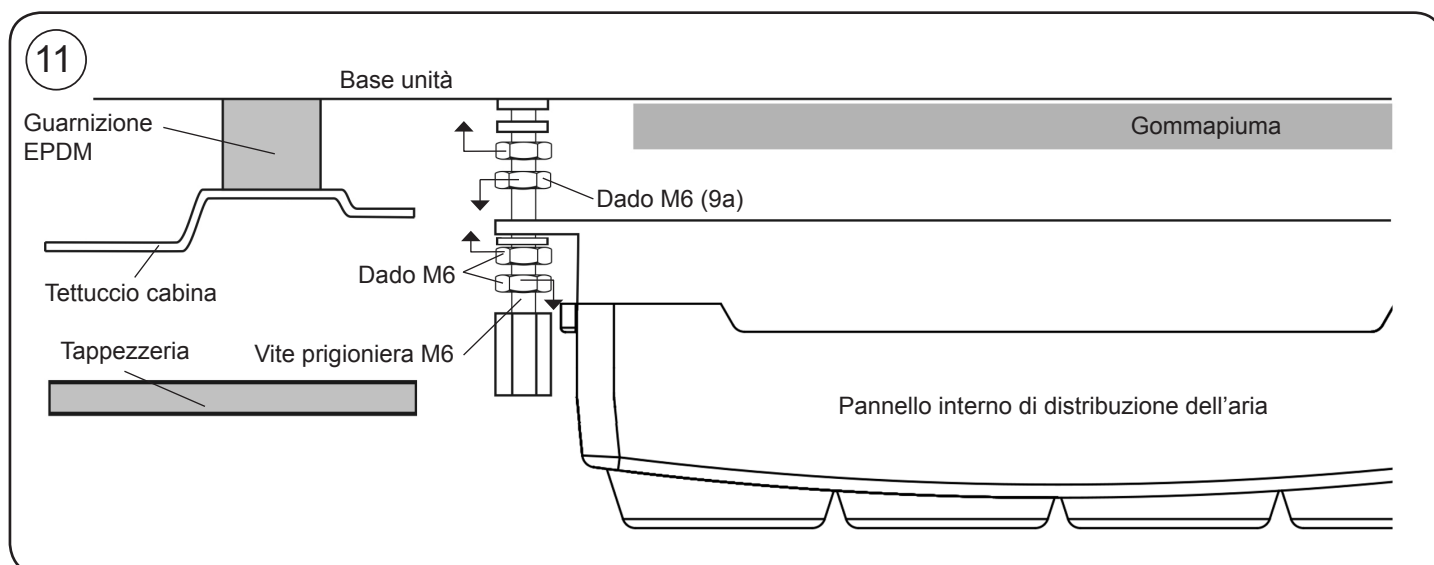 11
Base unità
Guarnizione
EPDM
Gommapiuma
Dado M6 (9a)
Dado M6
Tettuccio cabina
Tappezzeria
Vite prigioniera M6
Pannello interno di distribuzione dell’aria